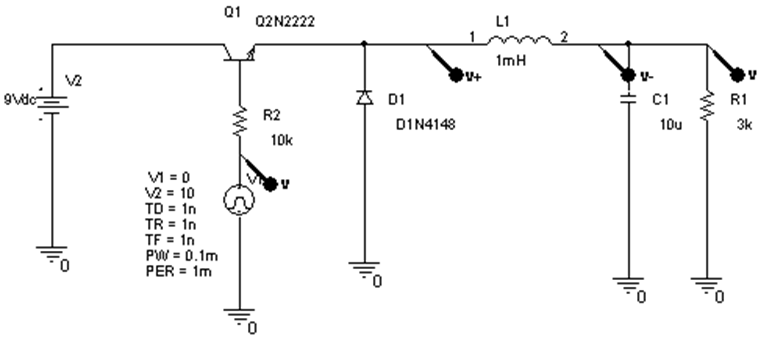 Q1
Q2N2222
L1
1
2
1mH
V+
V-
V
V2
9Vdc
R2
10k
D1
D1N4148
C1
10u
R1
3k
V
V1 = 0
V2 = 10
TD = 1n
TR = 1n
TF = 1n
PW = 0.1m
PER = 1m
0
0
0
0
0